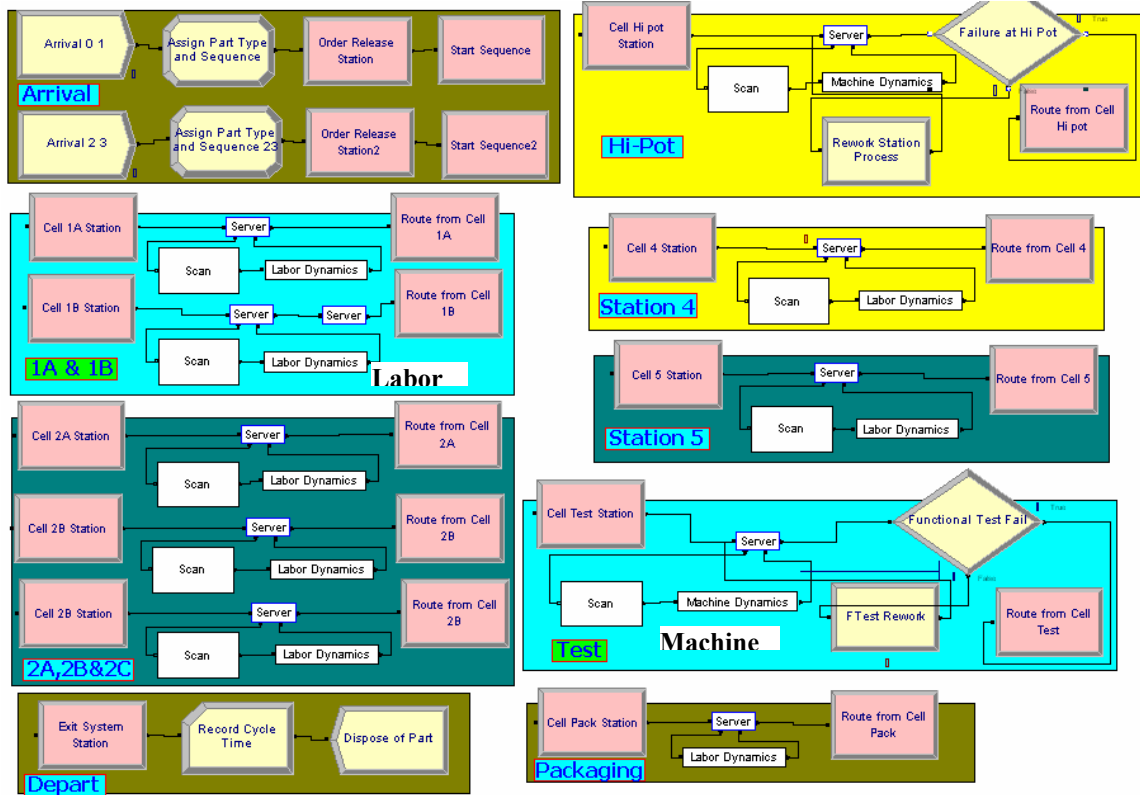 Arrival 0 1
Assign Part Type
and Sequence
Order Release
Station
Start Sequence
Arrival
Arrival 2 3
Assign Part Type
and Sequence 23
Order Release
Station2
Start Sequence2
Cell Hi pot
Station
Server
Failure at Hi Pot
True
False
Scan
Machine Dynamics
Route from Cell
Hi pot
Rework Station
Process
Hi-Pot
Cell 1A Station
Server
Route from Cell
1A
Scan
Labor Dynamics
Cell 1B Station
Server
Server
Route from Cell
1B
Scan
Labor Dynamics
1A & 1B
Labor
Cell 4 Station
Server
Route from Cell 4
Scan
Labor Dynamics
Station 4
Cell 5 Station
Server
Route from Cell 5
Scan
Labor Dynamics
Station 5
Cell 2A Station
Server
Route from Cell
2A
Scan
Labor Dynamics
Cell 2B Station
Server
Route from Cell
2B
Scan
Labor Dynamics
Cell 2B Station
Server
Route from Cell
2B
Scan
Labor Dynamics
2A,2B&2C
Cell Test Station
Server
Functional Test Fail
True
False
Scan
Machine Dynamics
FTest Rework
Route from Cell
Test
Machine
Test
Exit System
Station
Record Cycle
Time
Dispose of Part
Depart
Cell Pack Station
Server
Route from Cell
Pack
Labor Dynamics
Packaging